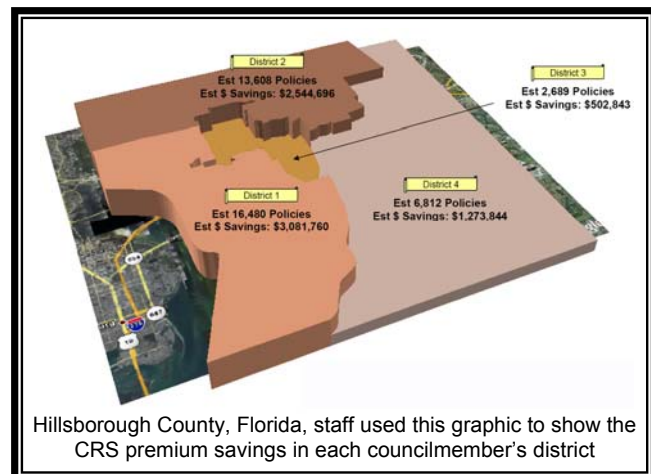 District 2
Est 13,608 Policies
Est $ Savings: $2,544,696
District 3
Est 2,689 Policies
Est $ Savings: $502,843
District 1
Est 16,480 Policies
Est $ Savings: $3,081,760
District 4
Est 6,812 Policies
Est $ Savings: $1,273,844
Hillsborough County, Florida, staff used this graphic to show the
CRS premium savings in each councilmember's district